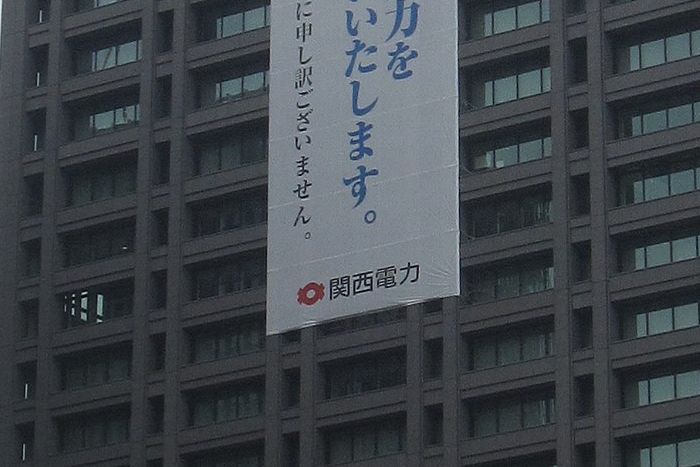 力を
いたします。
に申し訳ございません。
関西電力